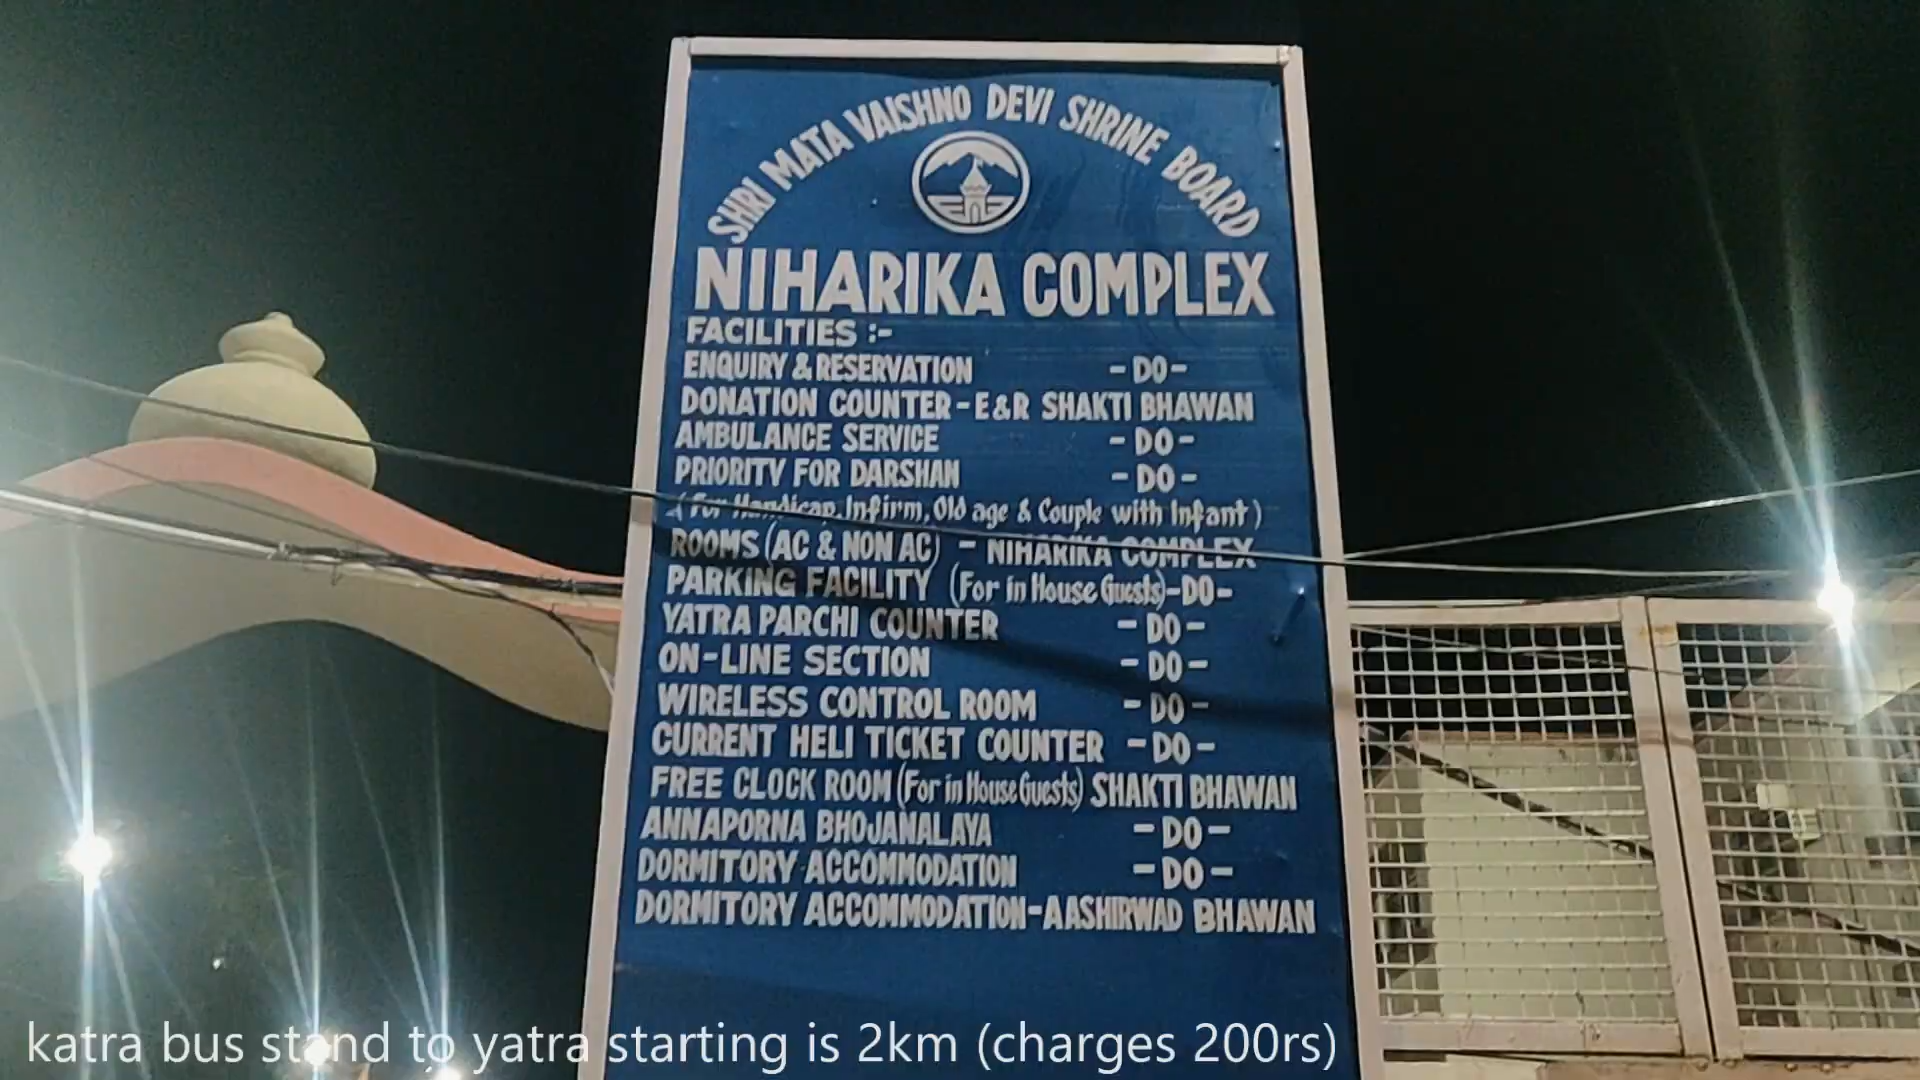 SHRI MATA VAISHNO DEVI SHRINE BOARD
NIHARIKA COMPLEX
FACILITIES :-
ENQUIRY & RESERVATION - DO -
DONATION COUNTER - E & R SHAKTI BHAWAN
AMBULANCE SERVICE - DO -
PRIORITY FOR DARSHAN - DO -
(For Handicap, Infirm, Old age & Couple with Infant)
ROOMS (AC & NON AC) - NIHARIKA COMPLEX
PARKING FACILITY (For in House Guests) - DO -
YATRA PARCHI COUNTER - DO -
ON-LINE SECTION - DO -
WIRELESS CONTROL ROOM - DO -
CURRENT HELI TICKET COUNTER - DO -
FREE CLOCK ROOM (For in House Guests) SHAKTI BHAWAN
ANNAPORNA BHOJANALAYA - DO -
DORMITORY ACCOMMODATION - DO -
DORMITORY ACCOMMODATION - AASHIRWAD BHAWAN
katra bus stand to yatra starting is 2km (charges 200rs)